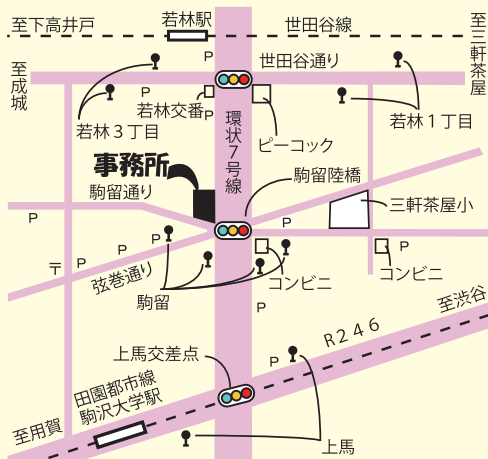 至下高井戸
若林駅
世田谷線
至三軒茶屋
P
世田谷通り
至成城
P
若林交番
P
若林3丁目
環状7号線
ピーコック
若林1丁目
事務所
駒留通り
駒留陸橋
三軒茶屋小
P
P
P
P
P
〒
弦巻通り
駒留
コンビニ
コンビニ
P
P
至渋谷
R246
上馬交差点
P
田園都市線
駒沢大学駅
至用賀
上馬